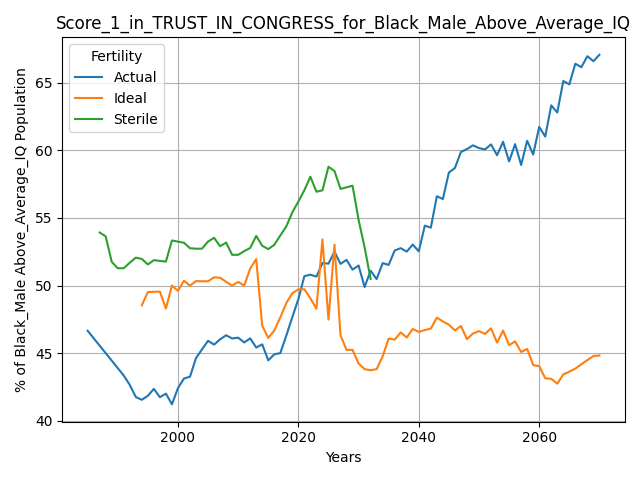 Score_1_in_TRUST_IN_CONGRESS_for_Black_Male_Above_Average_IQ
Fertility
Actual
Ideal
Sterile
% of Black_Male Above_Average_IQ Population
65
60
55
50
45
40
2000
2020
2040
2060
Years